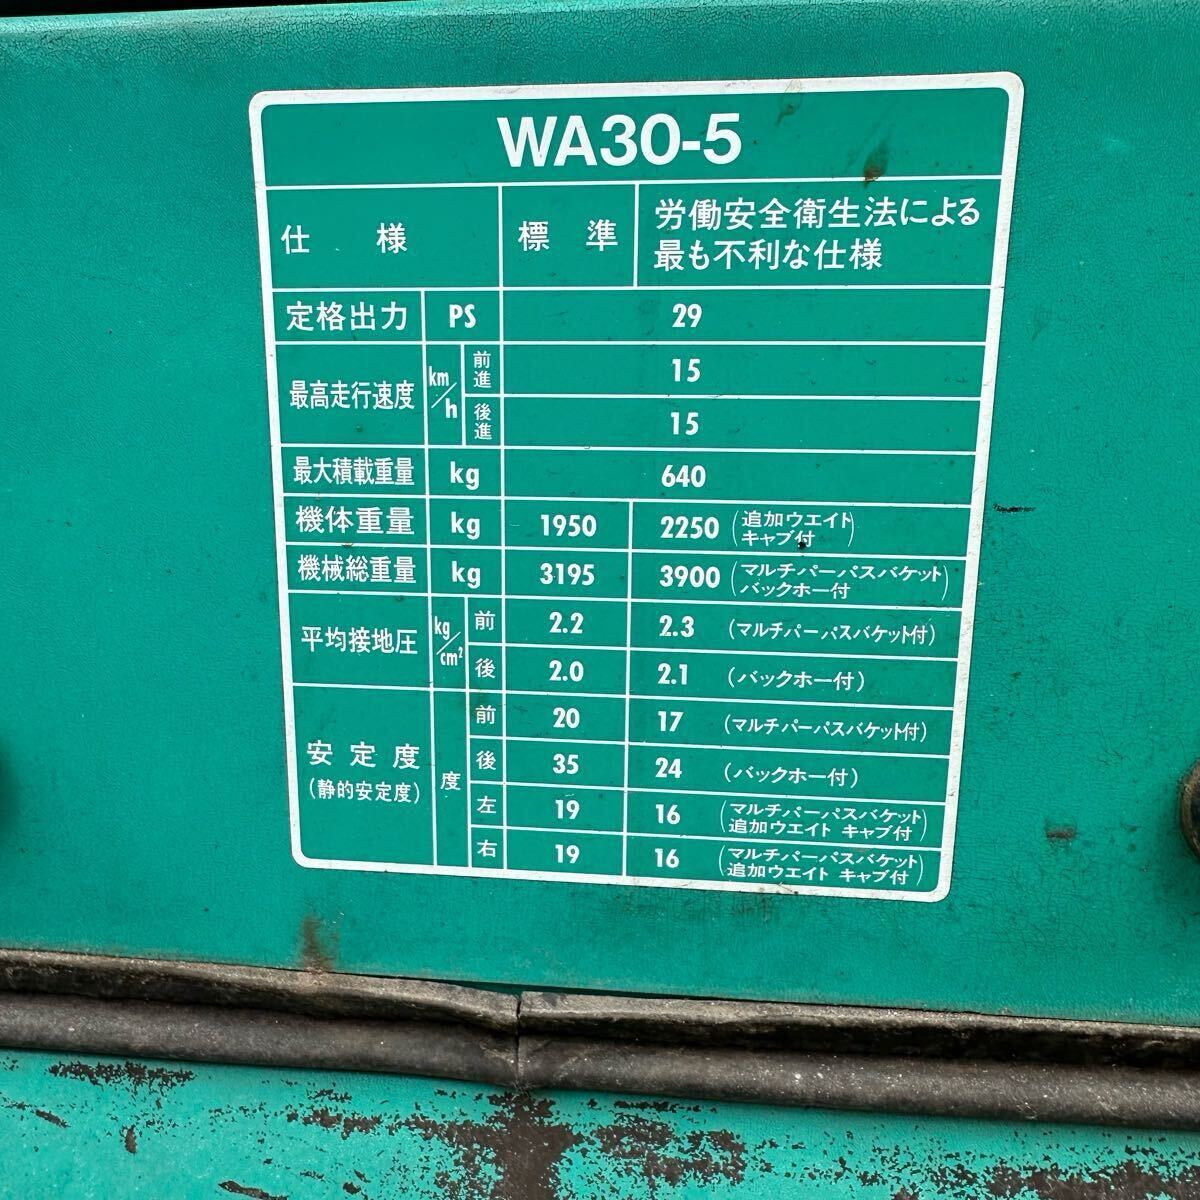 WA30-5
仕 様 標 準 労働安全衛生法による
最も不利な仕様
定格出力 PS 29
最高走行速度 km/h 前進 15
後進 15
最大積載重量 kg 640
機体重量 kg 1950 2250 (追加ウエイト
キャブ付)
機械総重量 kg 3195 3900 (マルチパーパスバケット
バックホー付)
平均接地圧 kg/cm² 前 2.2 2.3 (マルチパーパスバケット付)
後 2.0 2.1 (バックホー付)
安定度 (静的安定度) 度 前 20 17 (マルチパーパスバケット付)
後 35 24 (バックホー付)
左 19 16 (マルチパーパスバケット
追加ウエイト キャブ付)
右 19 16 (マルチパーパスバケット
追加ウエイト キャブ付)